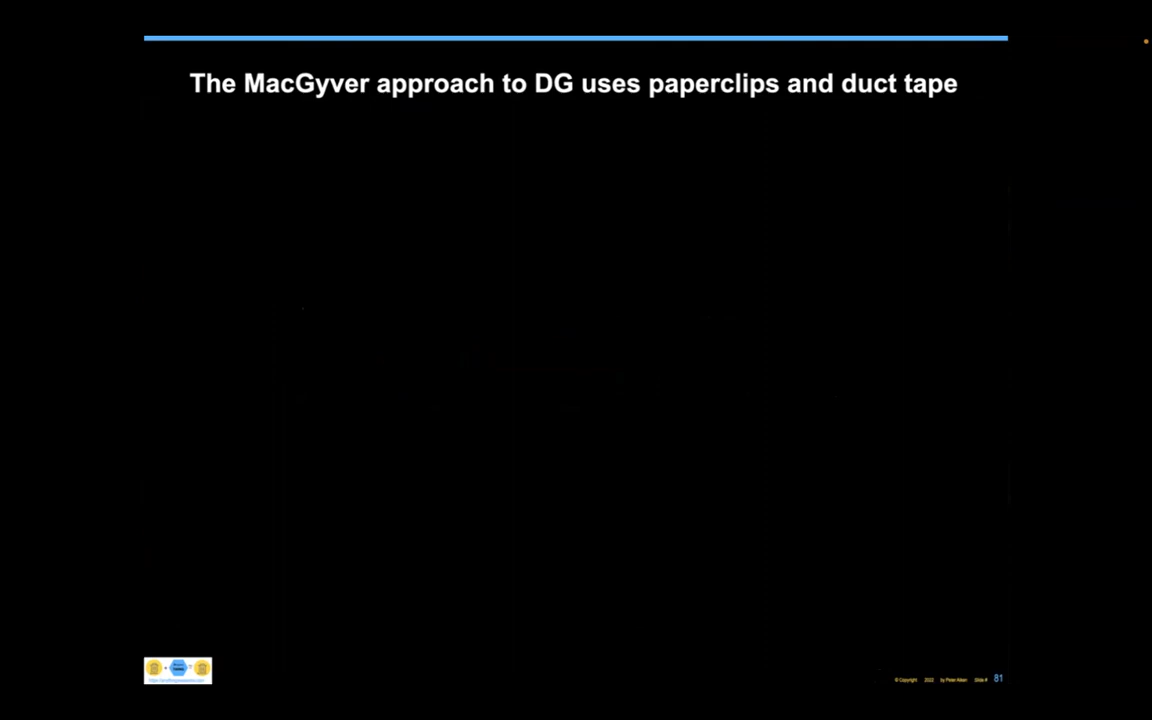 The MacGyver approach to DG uses paperclips and duct tape
© Copyright 2022 by Peter Aiken Slide # 81